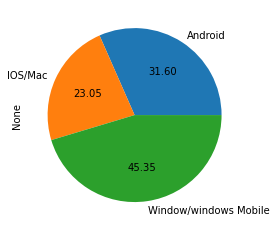 Android
IOS/Mac
31.60
23.05
None
45.35
Window/windows Mobile